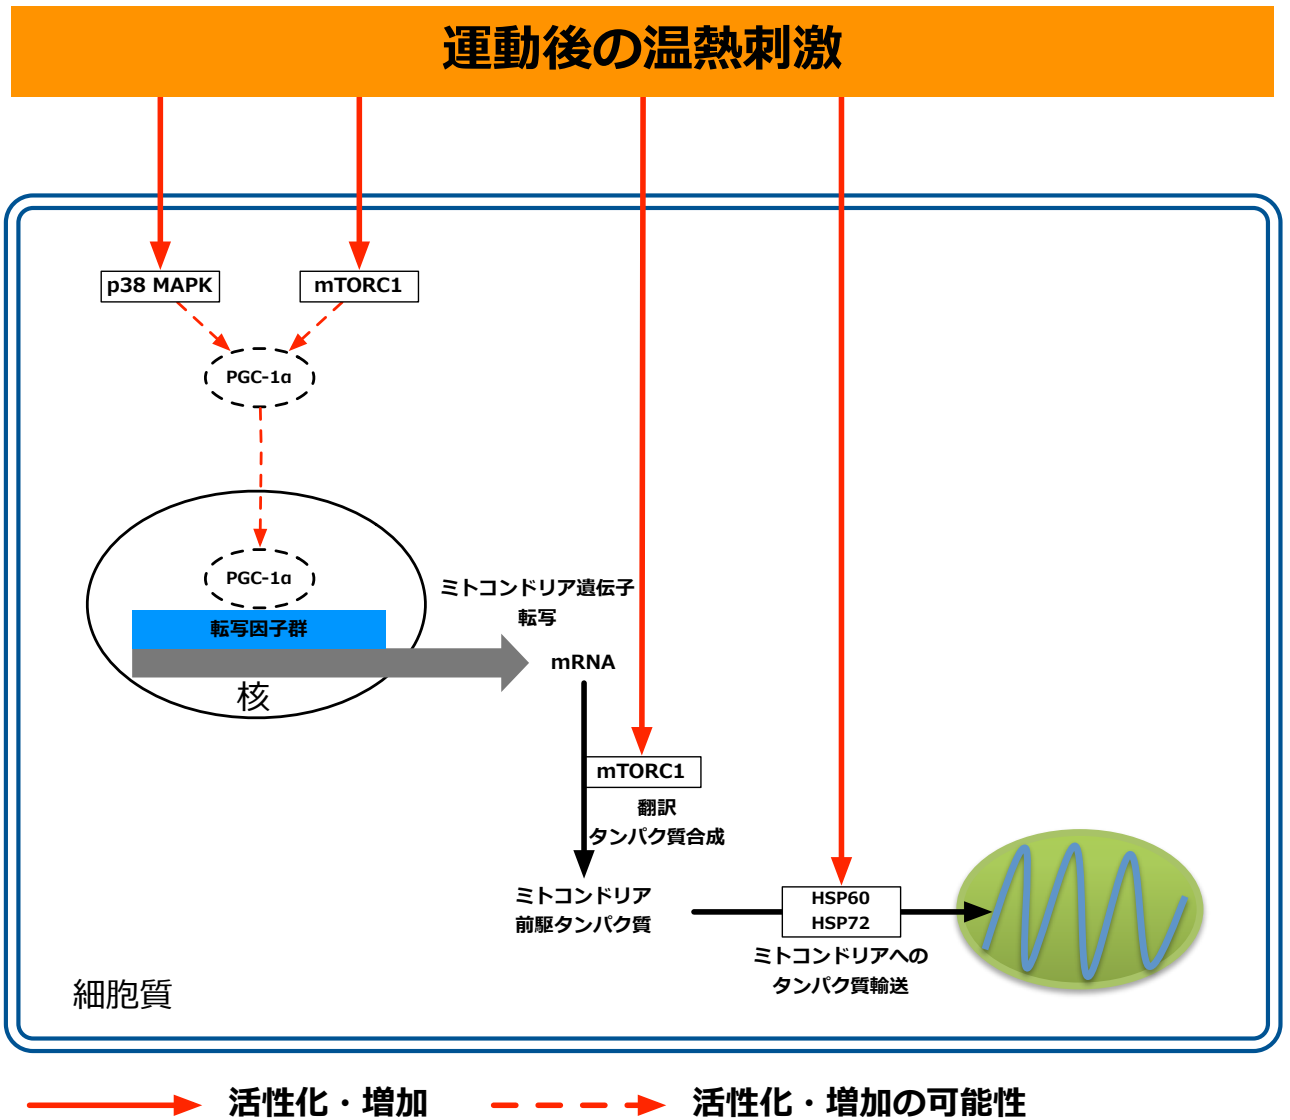 運動後の温熱刺激
p38 MAPK
mTORC1
PGC-1α
PGC-1α
転写因子群
核
ミトコンドリア遺伝子
転写
mRNA
mTORC1
翻訳
タンパク質合成
ミトコンドリア
前駆タンパク質
HSP60
HSP72
ミトコンドリアへの
タンパク質輸送
細胞質
活性化・増加
活性化・増加の可能性